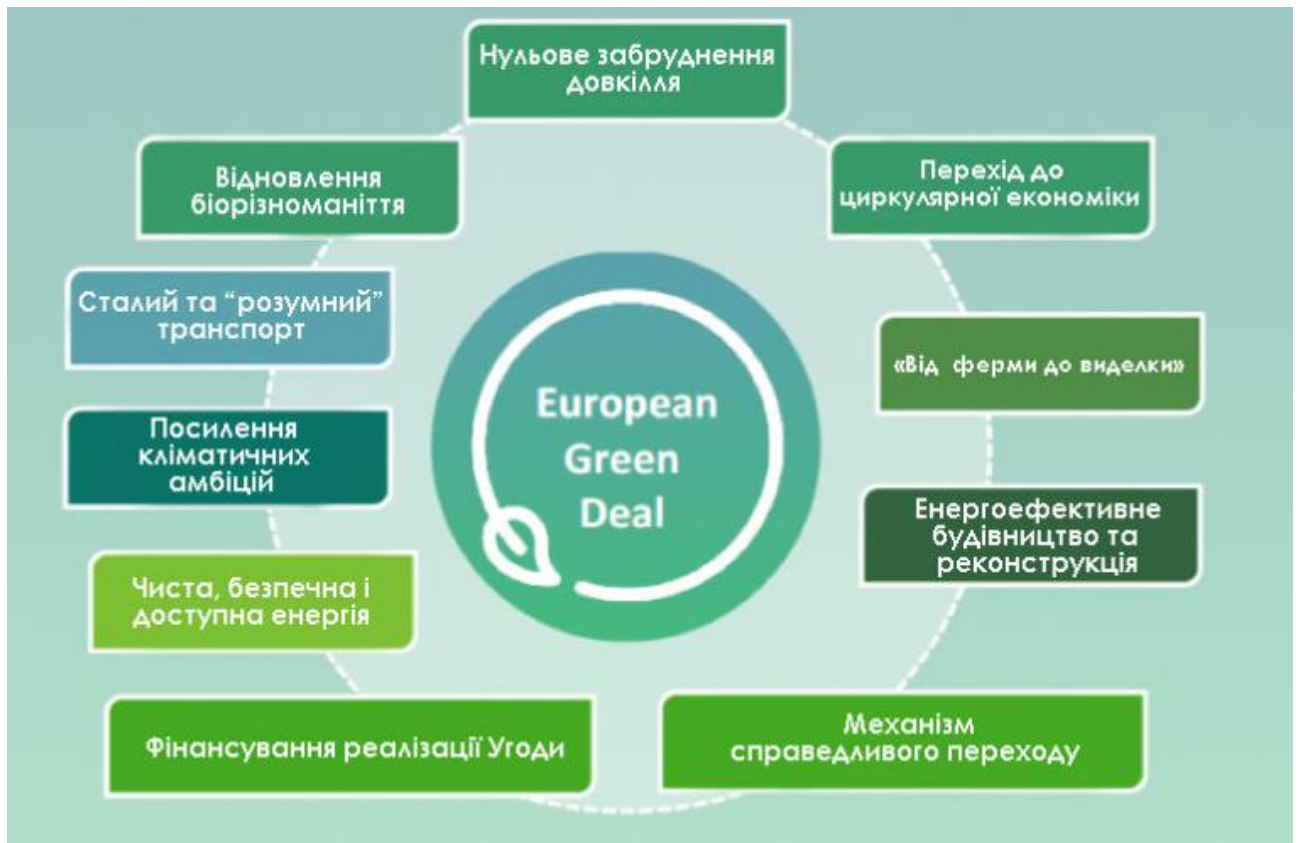 Нульове забруднення
довкілля
Відновлення
біорізноманіття
Перехід до
циркулярної економіки
Сталий та “розумний”
транспорт
«Від ферми до виделки»
European
Green
Deal
Посилення
кліматичних
амбіцій
Енергоефективне
будівництво та
реконструкція
Чиста, безпечна і
доступна енергія
Фінансування реалізації Угоди
Механізм
справедливого переходу